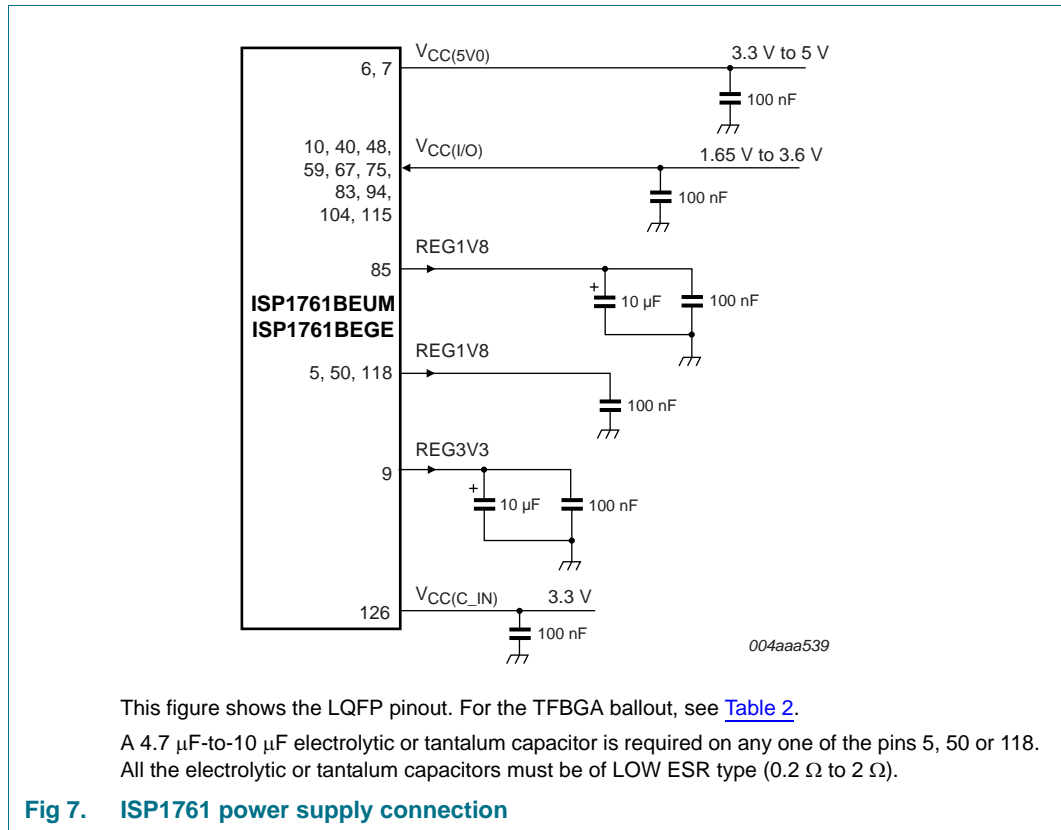 V CC(5V0)
3.3 V to 5 V
6, 7
100 nF
10, 40, 48,
59, 67, 75,
83, 94,
104, 115
V CC(I/O)
1.65 V to 3.6 V
100 nF
REG1V8
85
+
10 µF
100 nF
ISP1761BEUM
ISP1761BEGE
REG1V8
5, 50, 118
100 nF
REG3V3
9
+
10 µF
100 nF
V CC(C_IN)
3.3 V
126
100 nF
004aaa539
This figure shows the LQFP pinout. For the TFBGA ballout, see Table 2.
A 4.7 µF-to-10 µF electrolytic or tantalum capacitor is required on any one of the pins 5, 50 or 118.
All the electrolytic or tantalum capacitors must be of LOW ESR type (0.2 Ω to 2 Ω).
Fig 7. ISP1761 power supply connection